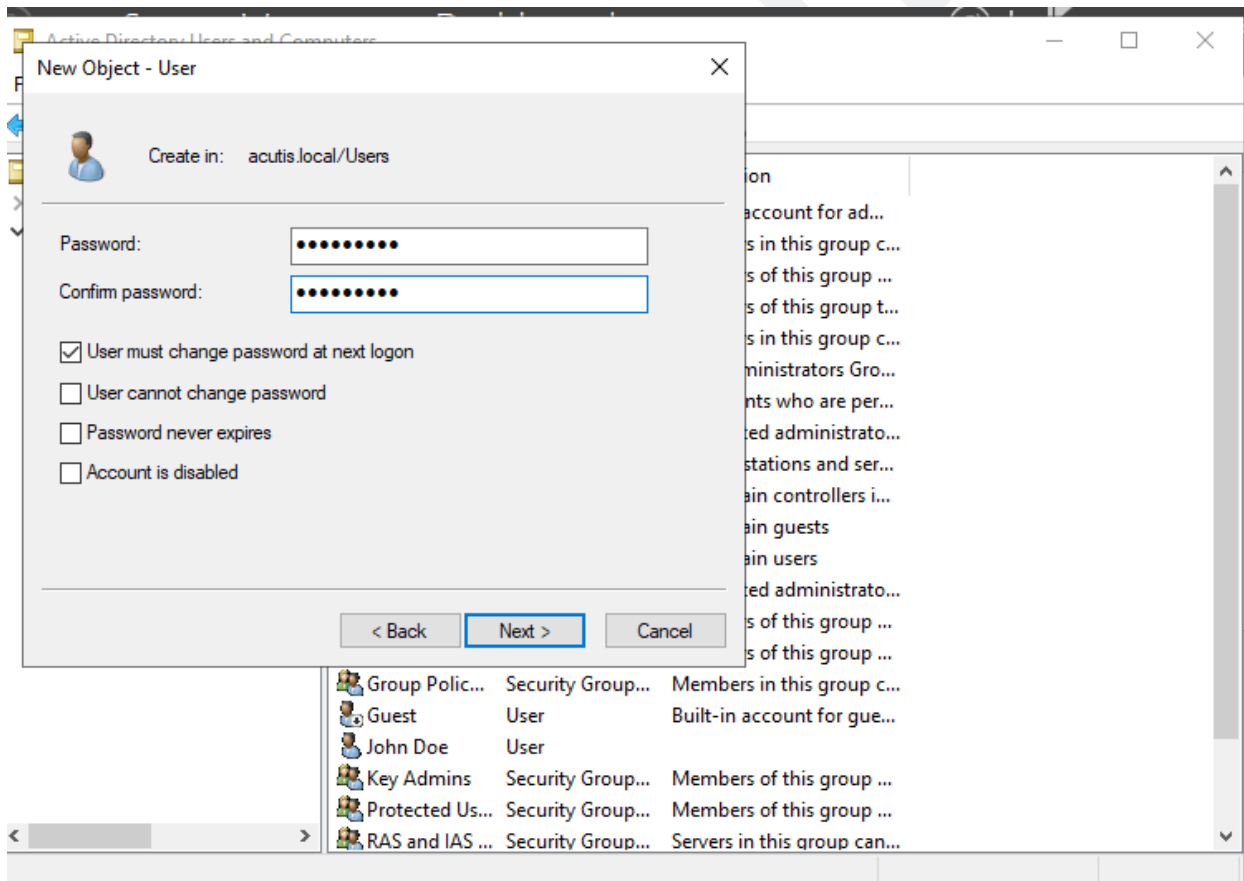 Active Directory Users and Computers
New Object - User
F
Create in: acutis.local/Users
Password: ●●●●●●●●●
Confirm password: ●●●●●●●●●
User must change password at next logon
User cannot change password
Password never expires
Account is disabled
< Back Next > Cancel
ion
account for ad...
s in this group c...
s of this group ...
s of this group t...
s in this group c...
ministrators Gro...
nts who are per...
ted administrato...
stations and ser...
ain controllers i...
ain guests
ain users
ted administrato...
s of this group ...
s of this group ...
Group Polic... Security Group... Members in this group c...
Guest User Built-in account for gue...
John Doe User
Key Admins Security Group... Members of this group ...
Protected Us... Security Group... Members of this group ...
RAS and IAS ... Security Group... Servers in this group can...